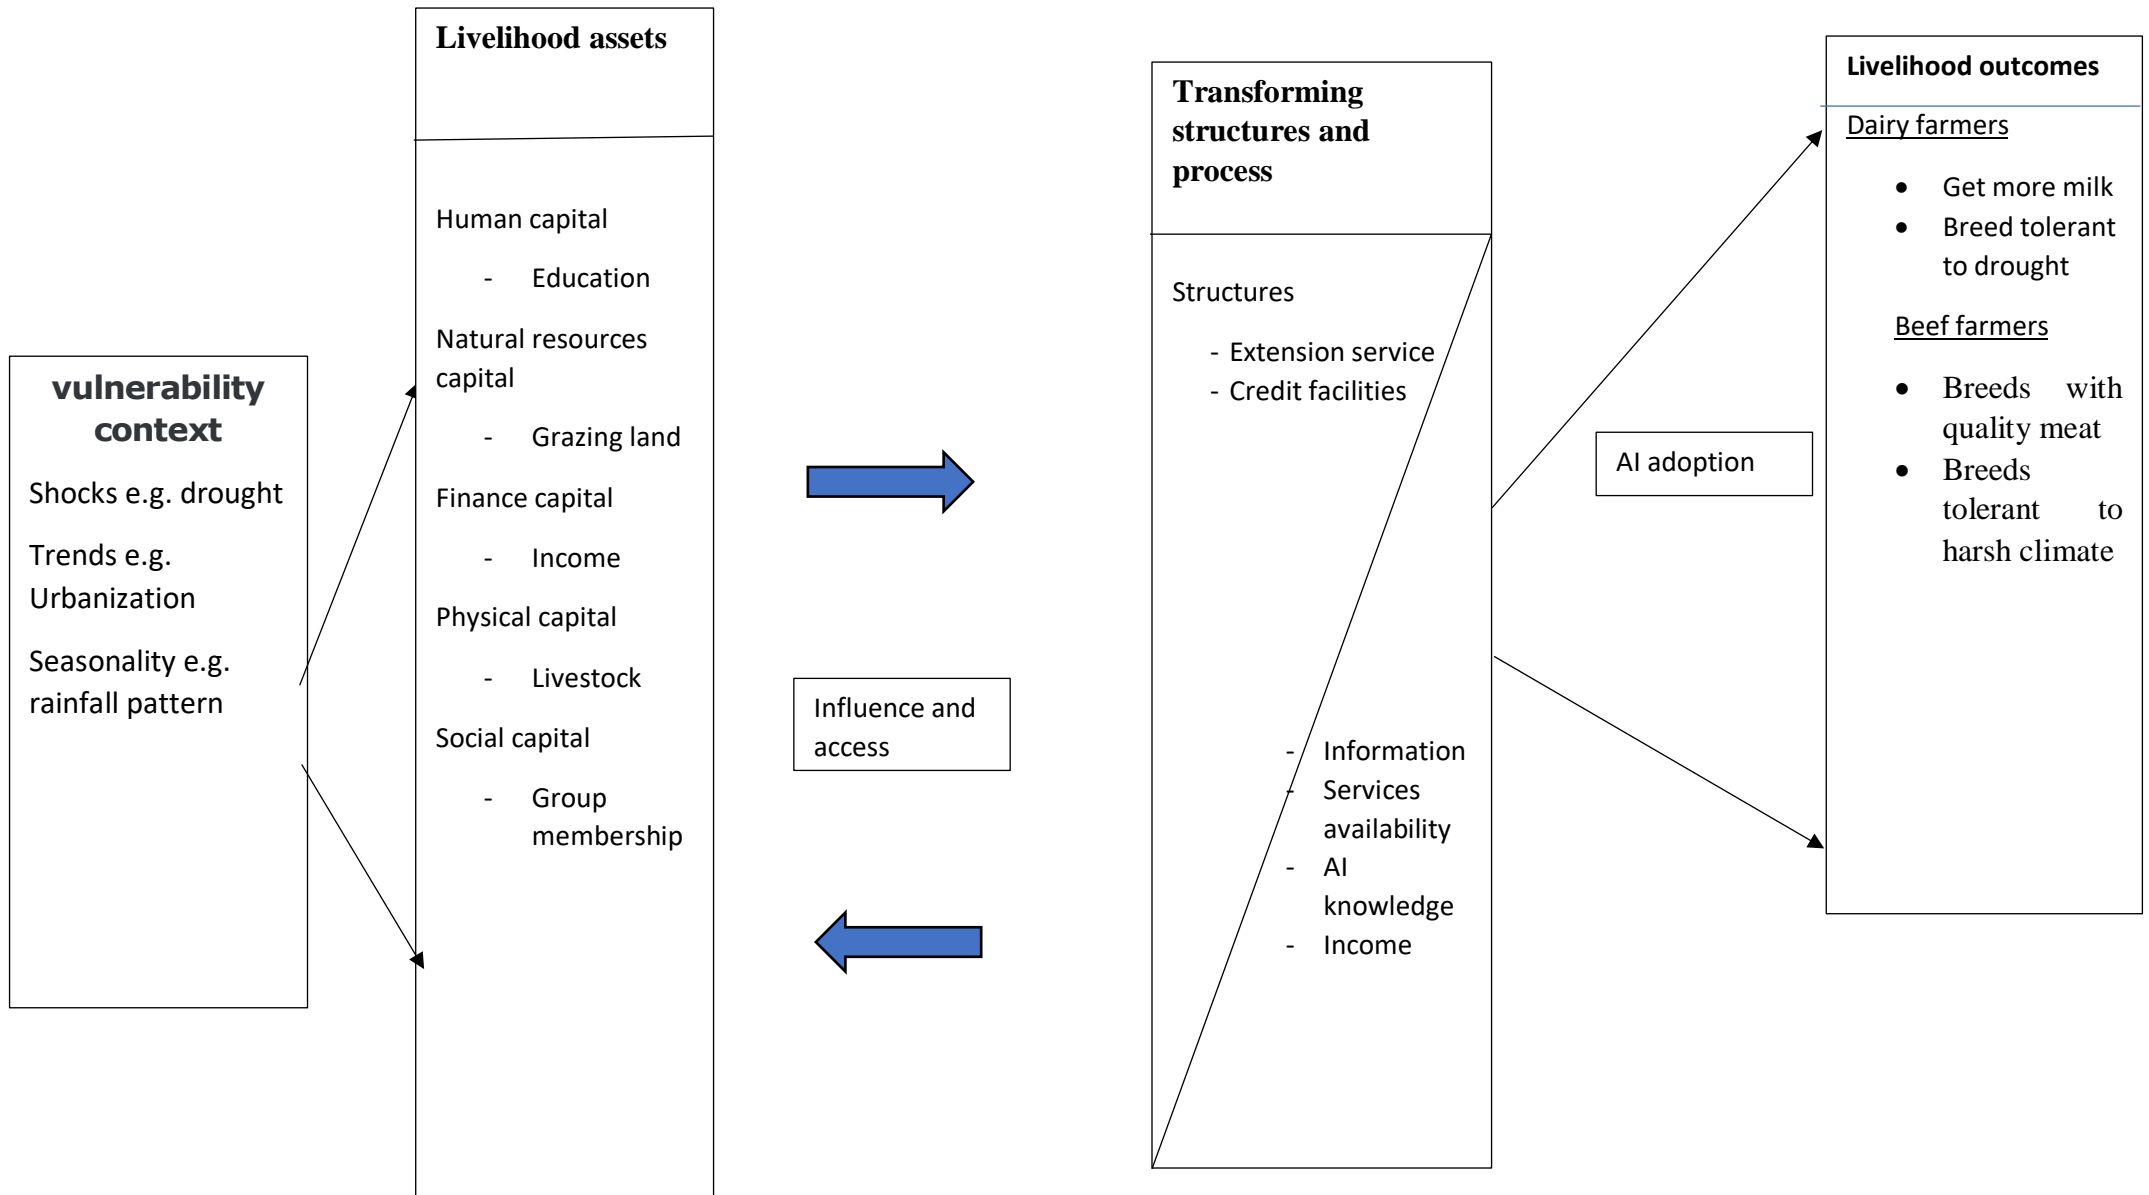 vulnerability
context
Shocks e.g. drought
Trends e.g.
Urbanization
Seasonality e.g.
rainfall pattern
Livelihood assets
Human capital
- Education
Natural resources
capital
- Grazing land
Finance capital
- Income
Physical capital
- Livestock
Social capital
- Group
membership
Influence and
access
Transforming
structures and
process
Structures
- Extension service
- Credit facilities
- Information
- Services
availability
- AI
knowledge
- Income
AI adoption
Livelihood outcomes
Dairy farmers
• Get more milk
• Breed tolerant
to drought
Beef farmers
• Breeds with
quality meat
• Breeds
tolerant to
harsh climate